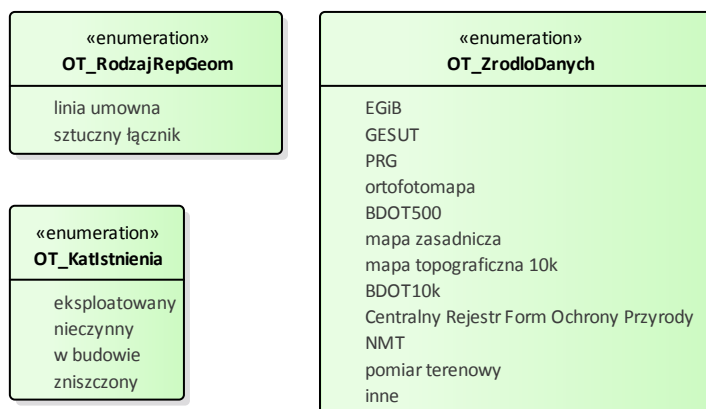 «enumeration»
OT_RodzajRepGeom
linia umowna
sztuczny łącznik
«enumeration»
OT_KatIstnienia
eksploatowany
nieczynny
w budowie
zniszczony
«enumeration»
OT_ZrodloDanych
EGiB
GESUT
PRG
ortofotomapa
BDOT500
mapa zasadnicza
mapa topograficzna 10k
BDOT10k
Centralny Rejestr Form Ochrony Przyrody
NMT
pomiar terenowy
inne